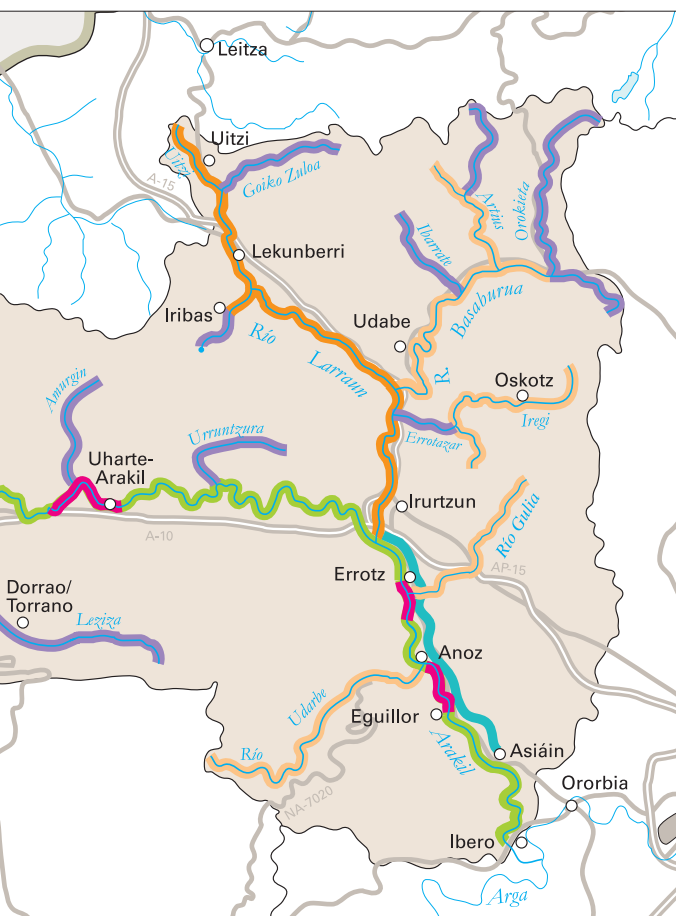 Leitza
Uitzi
Uitzi
Goiko Zuloa
A-15
Artius
Orokieta
Ibarrate
Lekunberri
Basaburua
R.
Iribas
Río
Larraun
Udabe
Amurgin
Oskotz
Iregi
Errotazar
Urruntzura
Uharte-
Arakil
Irurtzun
Río Gulia
A-10
AP-15
Errotz
Dorrao/
Torrano
Leziza
Anoz
Udarbe
Río
Eguillor
Arakil
Asiáin
NA-7020
Ororbia
Ibero
Arga